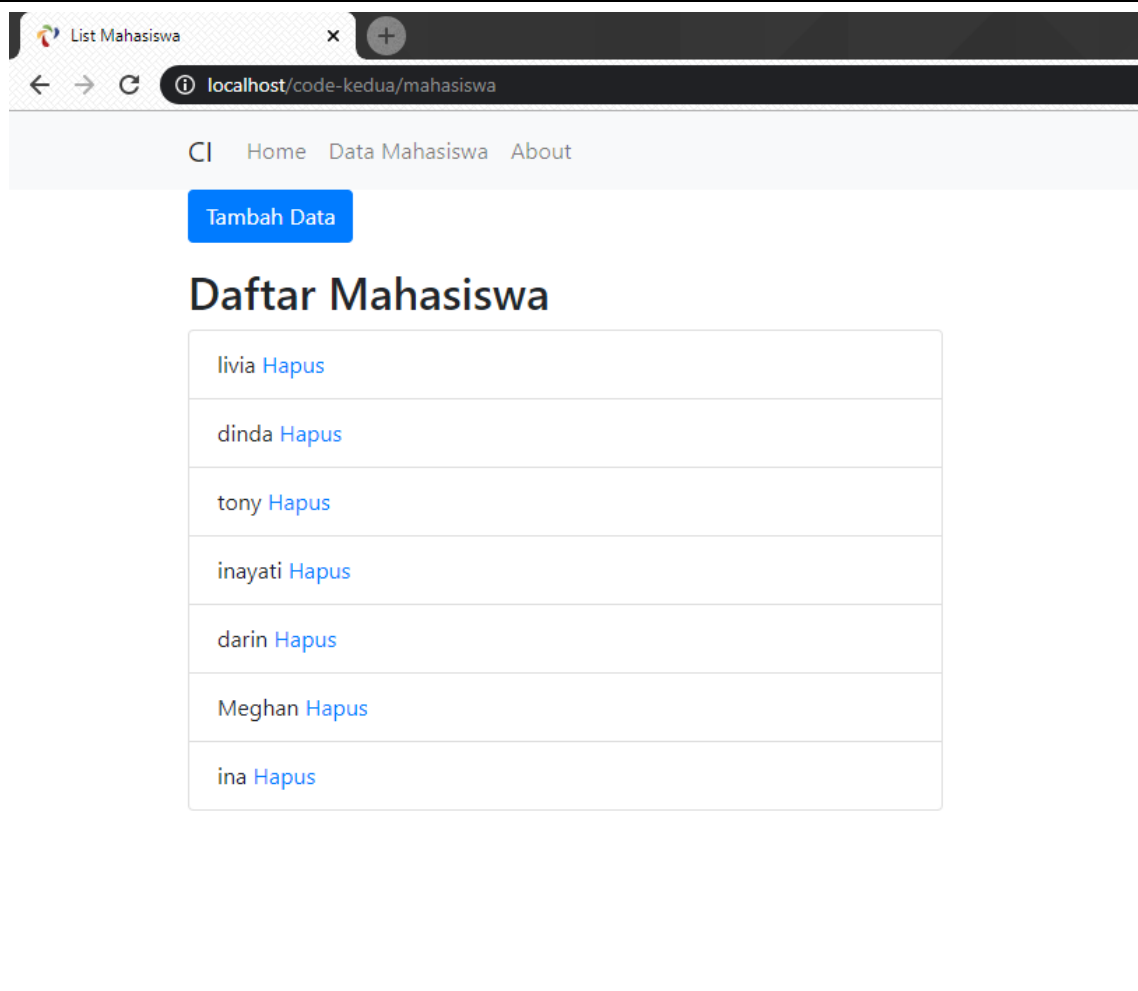 List Mahasiswa
localhost/code-kedua/mahasiswa
CI Home Data Mahasiswa About
Tambah Data
Daftar Mahasiswa
livia Hapus
dinda Hapus
tony Hapus
inayati Hapus
darin Hapus
Meghan Hapus
ina Hapus